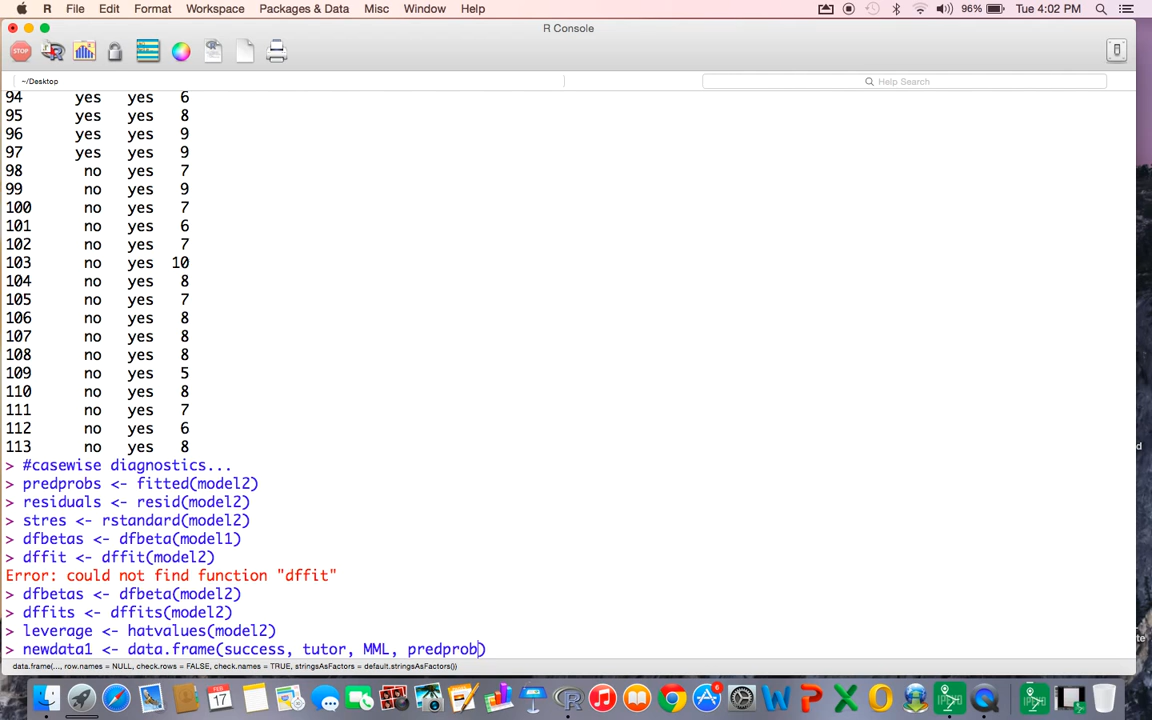 R File Edit Format Workspace Packages & Data Misc Window Help 96% Tue 4:02 PM
R Console
STOP
~/Desktop Help Search
94 yes yes 6
95 yes yes 8
96 yes yes 9
97 yes yes 9
98 no yes 7
99 no yes 9
100 no yes 7
101 no yes 6
102 no yes 7
103 no yes 10
104 no yes 8
105 no yes 7
106 no yes 8
107 no yes 8
108 no yes 8
109 no yes 5
110 no yes 8
111 no yes 7
112 no yes 6
113 no yes 8
> #casewise diagnostics...
> predprobs <- fitted(model2)
> residuals <- resid(model2)
> stres <- rstandard(model2)
> dfbetas <- dfbeta(model1)
> dffit <- dffit(model2)
Error: could not find function "dffit"
> dfbetas <- dfbeta(model2)
> dffits <- dffits(model2)
> leverage <- hatvalues(model2)
> newdata1 <- data.frame(success, tutor, MML, predprob)
data.frame(..., row.names = NULL, check.rows = FALSE, check.names = TRUE, stringsAsFactors = default.stringsAsFactors())